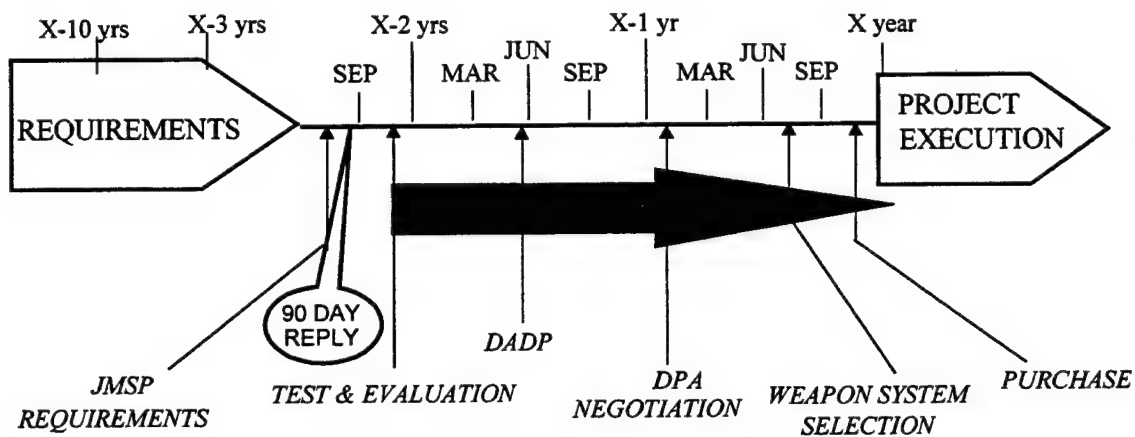 X-10 yrs
X-3 yrs
X-2 yrs
X-1 yr
X year
JUN
JUN
SEP
MAR
SEP
MAR
SEP
REQUIREMENTS
PROJECT
EXECUTION
90 DAY
REPLY
DADP
JMSP
REQUIREMENTS
TEST & EVALUATION
DPA
NEGOTIATION
WEAPON SYSTEM
SELECTION
PURCHASE